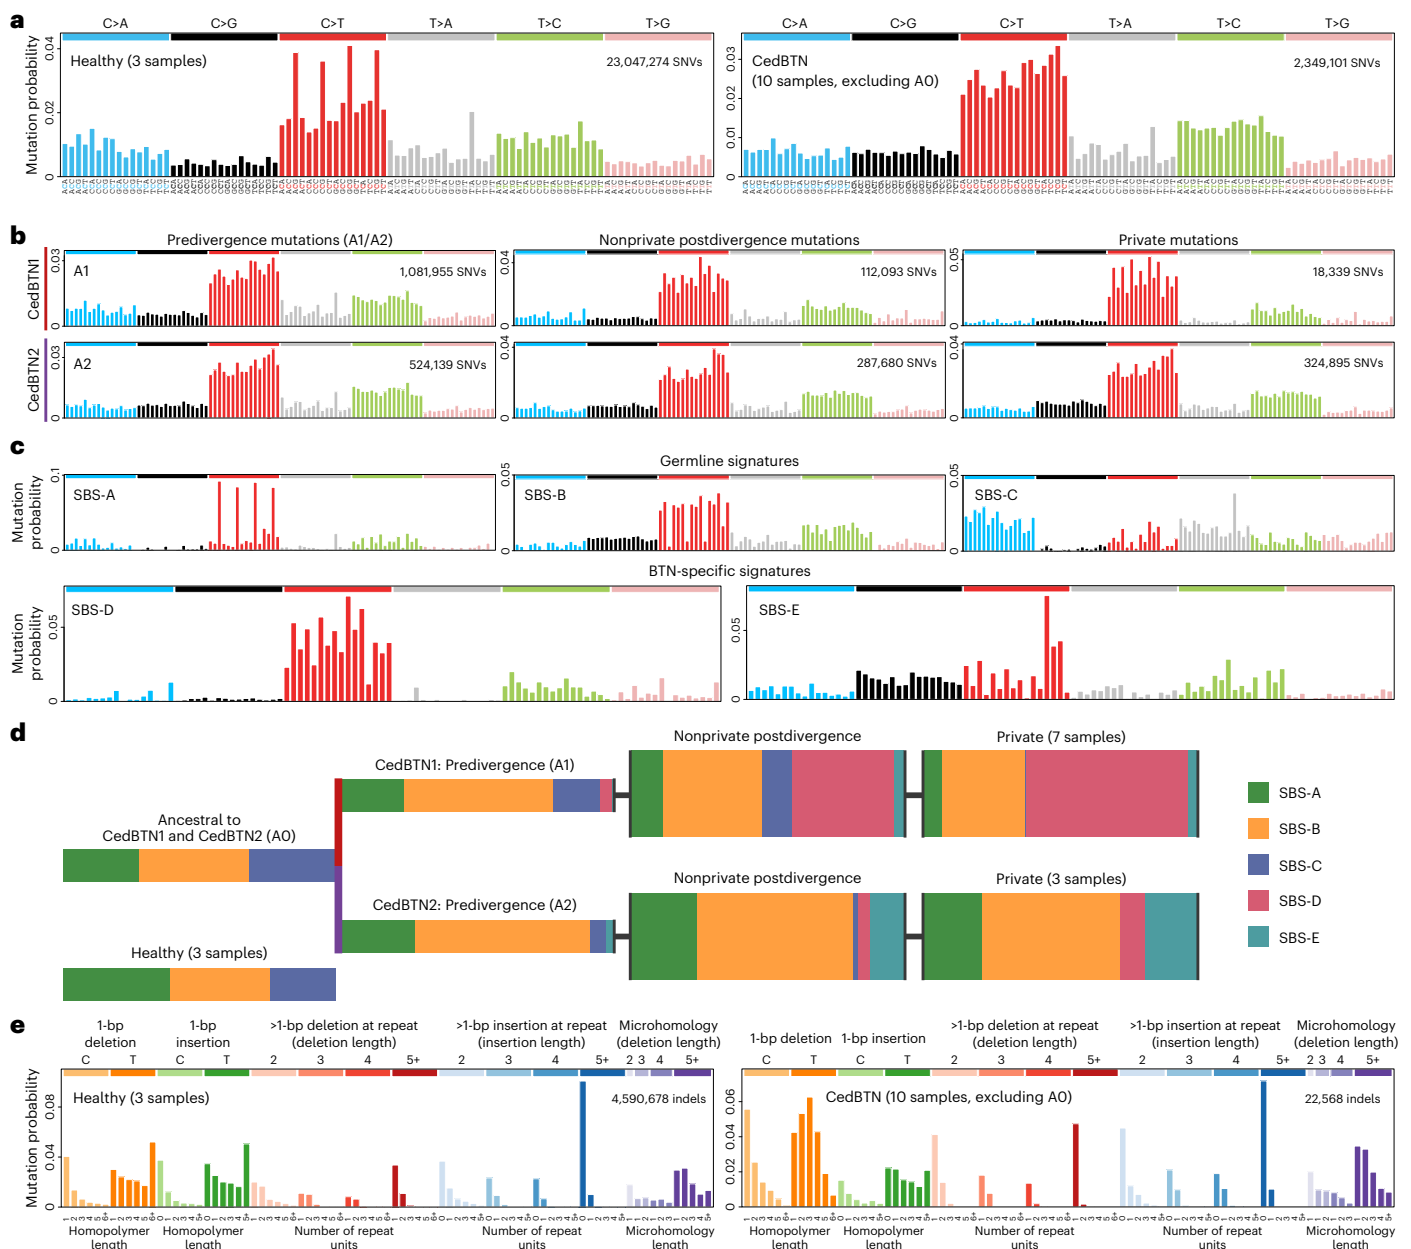 a
C>A C>G C>T T>A T>C T>G
C>A C>G C>T T>A T>C T>G
Mutation probability
0.04
0.02
0
Healthy (3 samples)
23,047,274 SNVs
0.03
0.02
0.01
0
CedBTN
(10 samples, excluding A0)
2,349,101 SNVs
b
Predivergence mutations (A1/A2)
Nonprivate postdivergence mutations
Private mutations
CedBTN1
0.03
0
A1
1,081,955 SNVs
0.04
0
112,093 SNVs
0.05
0
18,339 SNVs
CedBTN2
0.03
0
A2
524,139 SNVs
0.04
0
287,680 SNVs
0.04
0
324,895 SNVs
c
Germline signatures
Mutation
probability
0.1
0
SBS-A
0.05
0
SBS-B
0.05
0
SBS-C
BTN-specific signatures
Mutation
probability
0.05
0
SBS-D
0.05
0
SBS-E
d
Nonprivate postdivergence
Private (7 samples)
CedBTN1: Predivergence (A1)
Ancestral to
CedBTN1 and CedBTN2 (A0)
Nonprivate postdivergence
Private (3 samples)
CedBTN2: Predivergence (A2)
Healthy (3 samples)
SBS-A
SBS-B
SBS-C
SBS-D
SBS-E
e
1-bp
deletion
1-bp
insertion
>1-bp deletion at repeat
(deletion length)
>1-bp insertion at repeat
(insertion length)
Microhomology
(deletion length)
C T C T 2 3 4 5+ 2 3 4 5+ 2 3 4 5+
Mutation probability
0.08
0.04
0
Healthy (3 samples)
4,590,678 indels
Homopolymer
length
Homopolymer
length
Number of repeat
units
Number of repeat
units
Microhomology
length
1-bp deletion
1-bp insertion
>1-bp deletion at repeat
(deletion length)
>1-bp insertion at repeat
(insertion length)
Microhomology
(deletion length)
C T C T 2 3 4 5+ 2 3 4 5+ 2 3 4 5+
0.06
0.04
0.02
0
CedBTN (10 samples, excluding A0)
22,568 indels
Homopolymer
length
Homopolymer
length
Number of repeat
units
Number of repeat
units
Microhomology
length